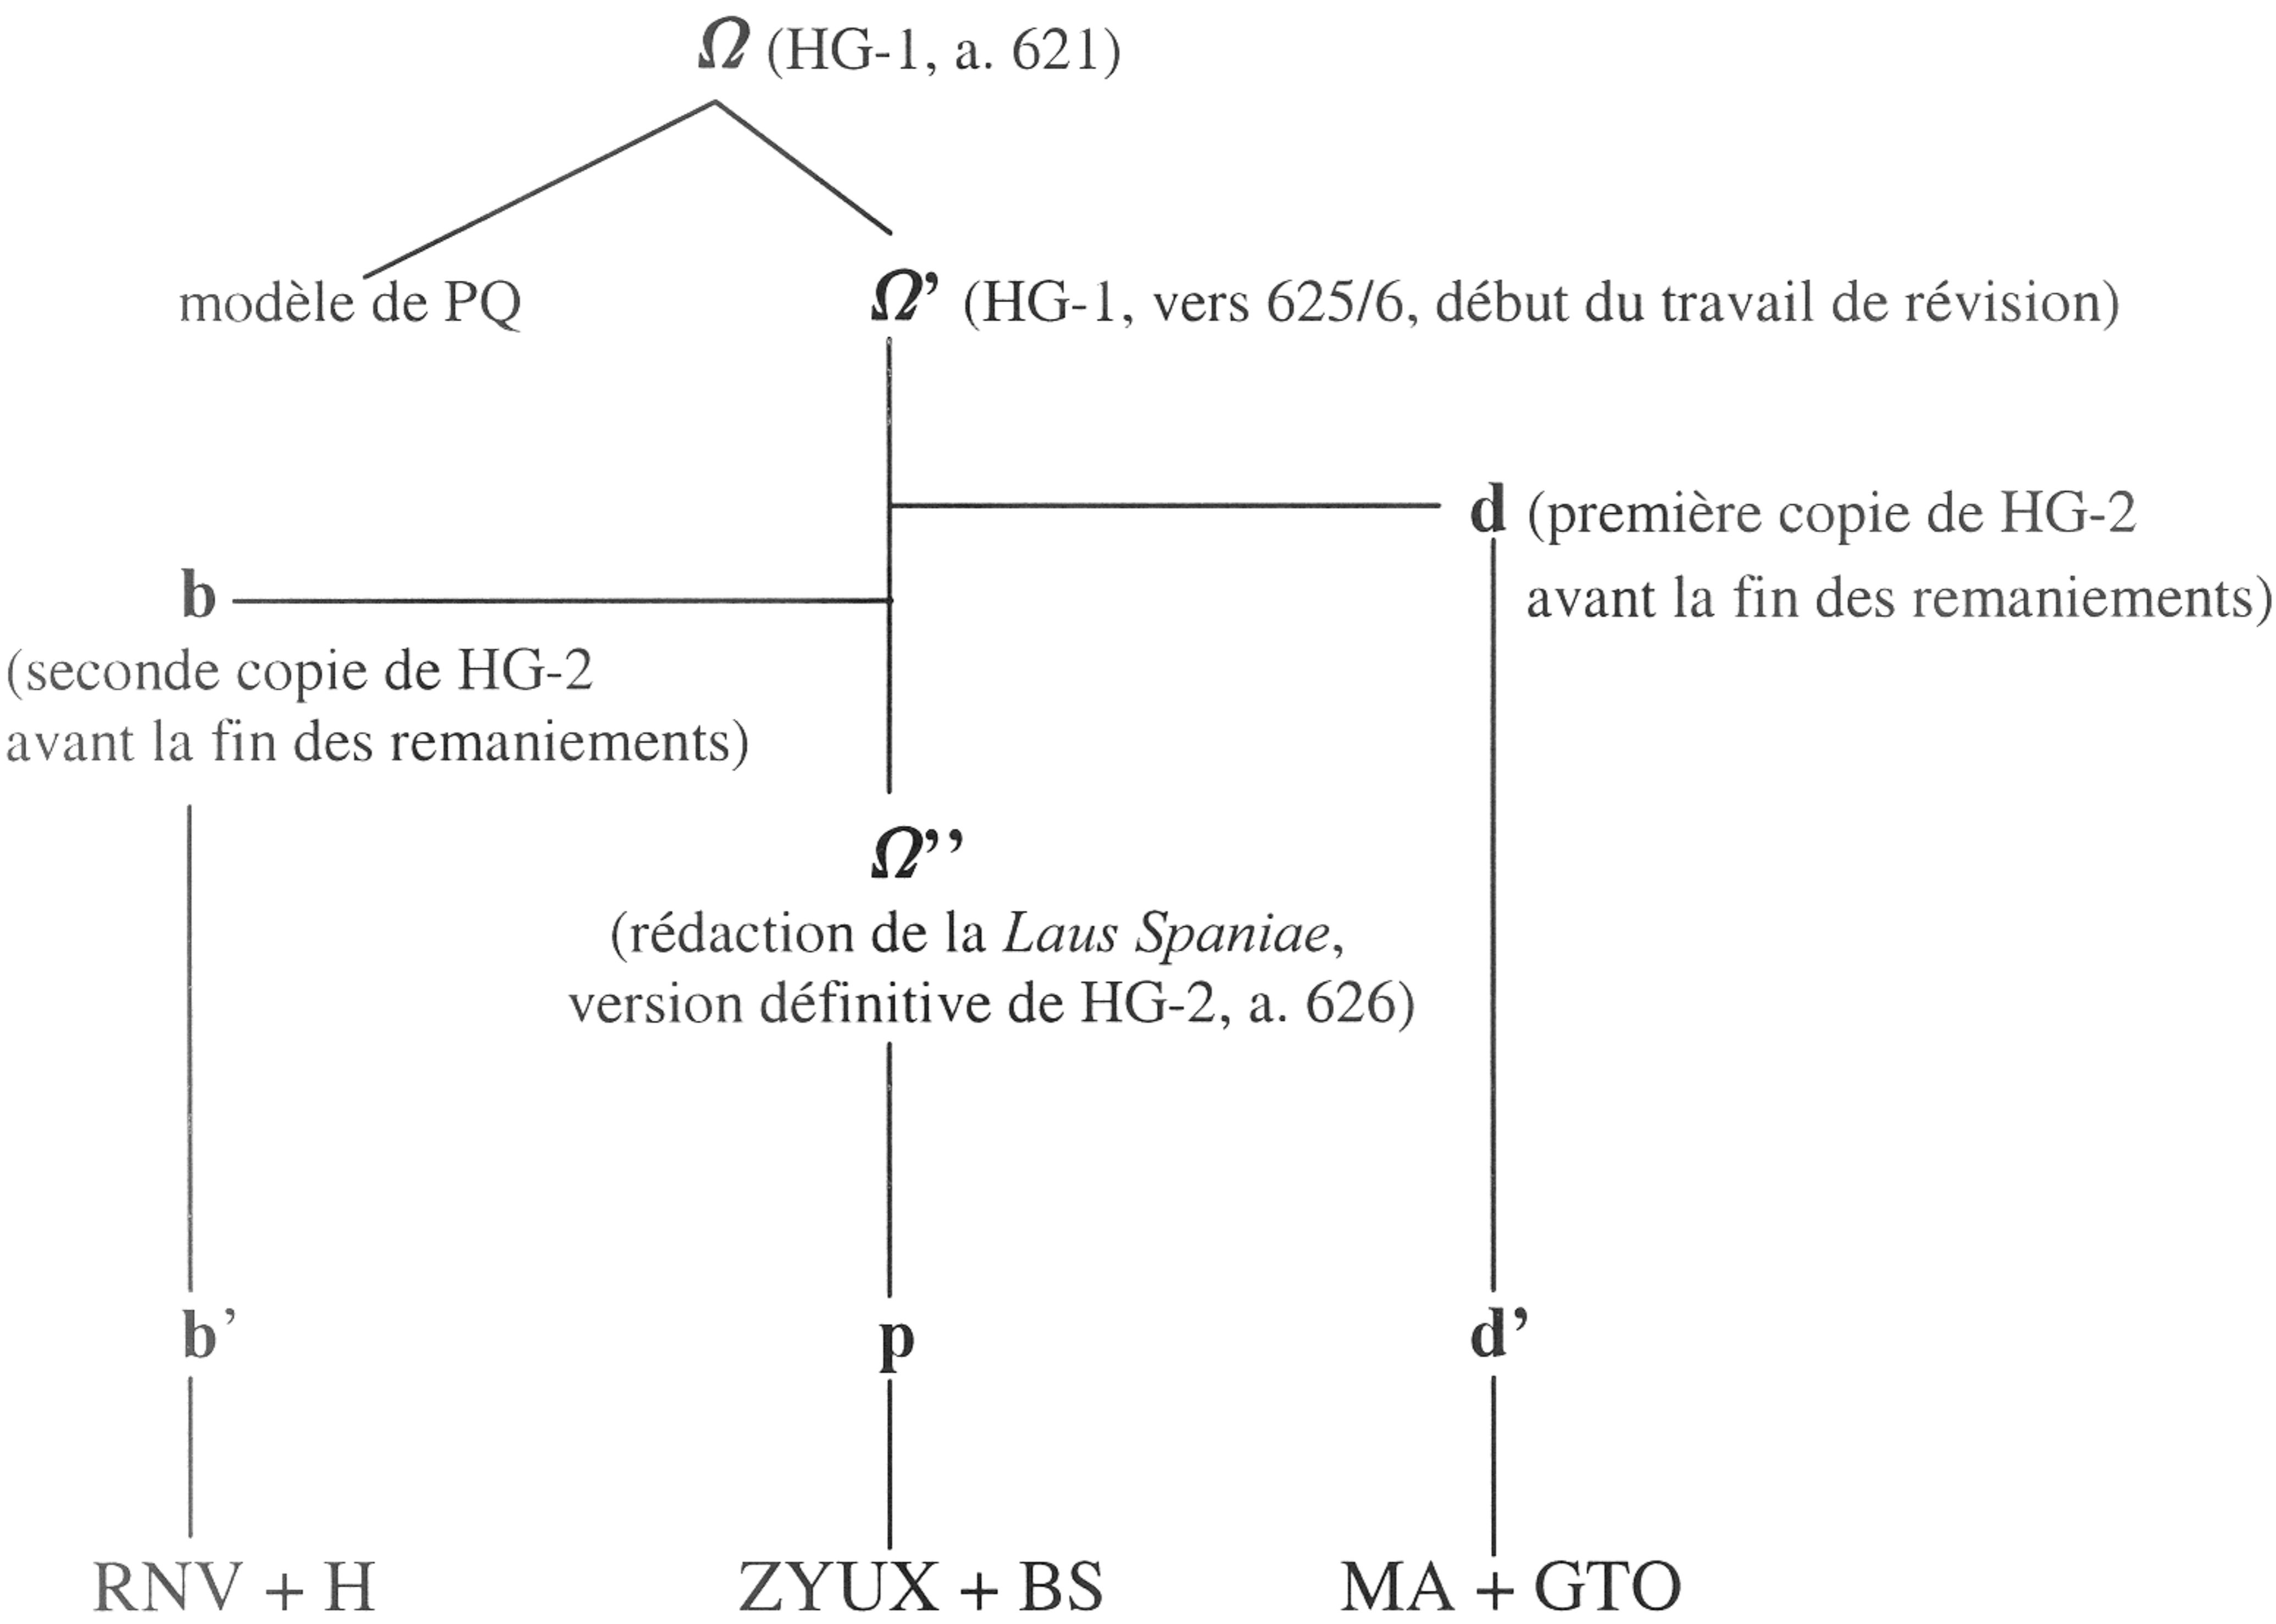 Ω (HG-1, a. 621)
modèle de PQ
Ω’ (HG-1, vers 625/6, début du travail de révision)
d (première copie de HG-2
avant la fin des remaniements)
b
(seconde copie de HG-2
avant la fin des remaniements)
Ω’’
(rédaction de la Laus Spaniae,
version définitive de HG-2, a. 626)
b’
p
d’
RNV + H
ZYUX + BS
MA + GTO